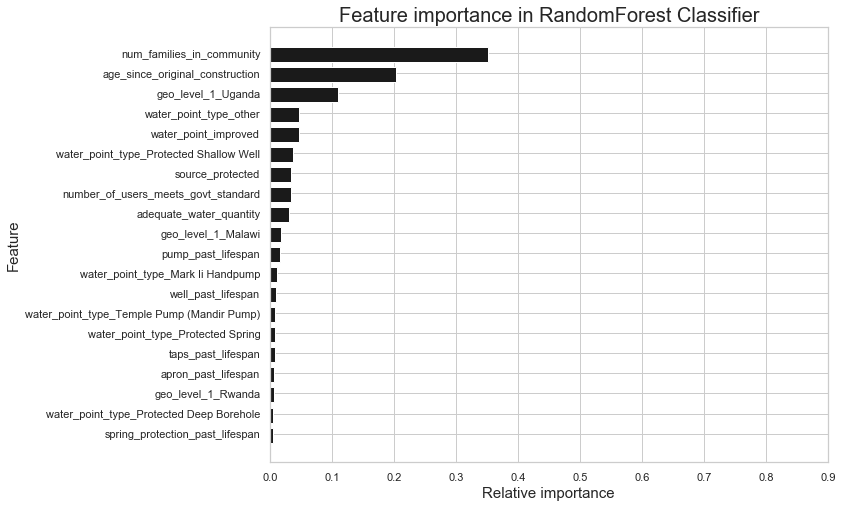 Feature importance in RandomForest Classifier
Feature
num_families_in_community
age_since_original_construction
geo_level_1_Uganda
water_point_type_other
water_point_improved
water_point_type_Protected Shallow Well
source_protected
number_of_users_meets_govt_standard
adequate_water_quantity
geo_level_1_Malawi
pump_past_lifespan
water_point_type_Mark Ii Handpump
well_past_lifespan
water_point_type_Temple Pump (Mandir Pump)
water_point_type_Protected Spring
taps_past_lifespan
apron_past_lifespan
geo_level_1_Rwanda
water_point_type_Protected Deep Borehole
spring_protection_past_lifespan
0.0 0.1 0.2 0.3 0.4 0.5 0.6 0.7 0.8 0.9
Relative importance